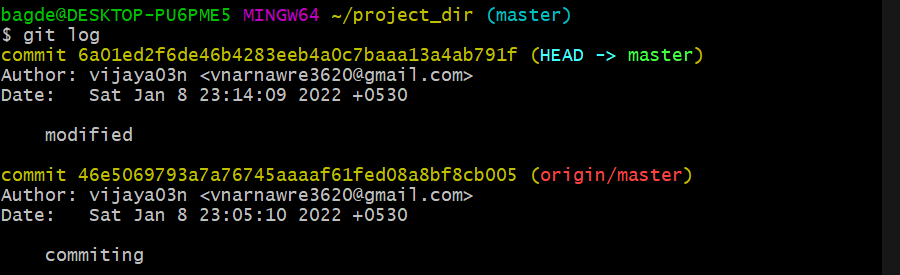 bagde@DESKTOP-PU6PME5 MINGW64 ~/project_dir (master)
$ git log
commit 6a01ed2f6de46b4283eeb4a0c7baaa13a4ab791f (HEAD -> master)
Author: vijaya03n <vnarnawre3620@gmail.com>
Date:   Sat Jan 8 23:14:09 2022 +0530
    modified
commit 46e5069793a7a76745aaaaf61fed08a8bf8cb005 (origin/master)
Author: vijaya03n <vnarnawre3620@gmail.com>
Date:   Sat Jan 8 23:05:10 2022 +0530
    commiting